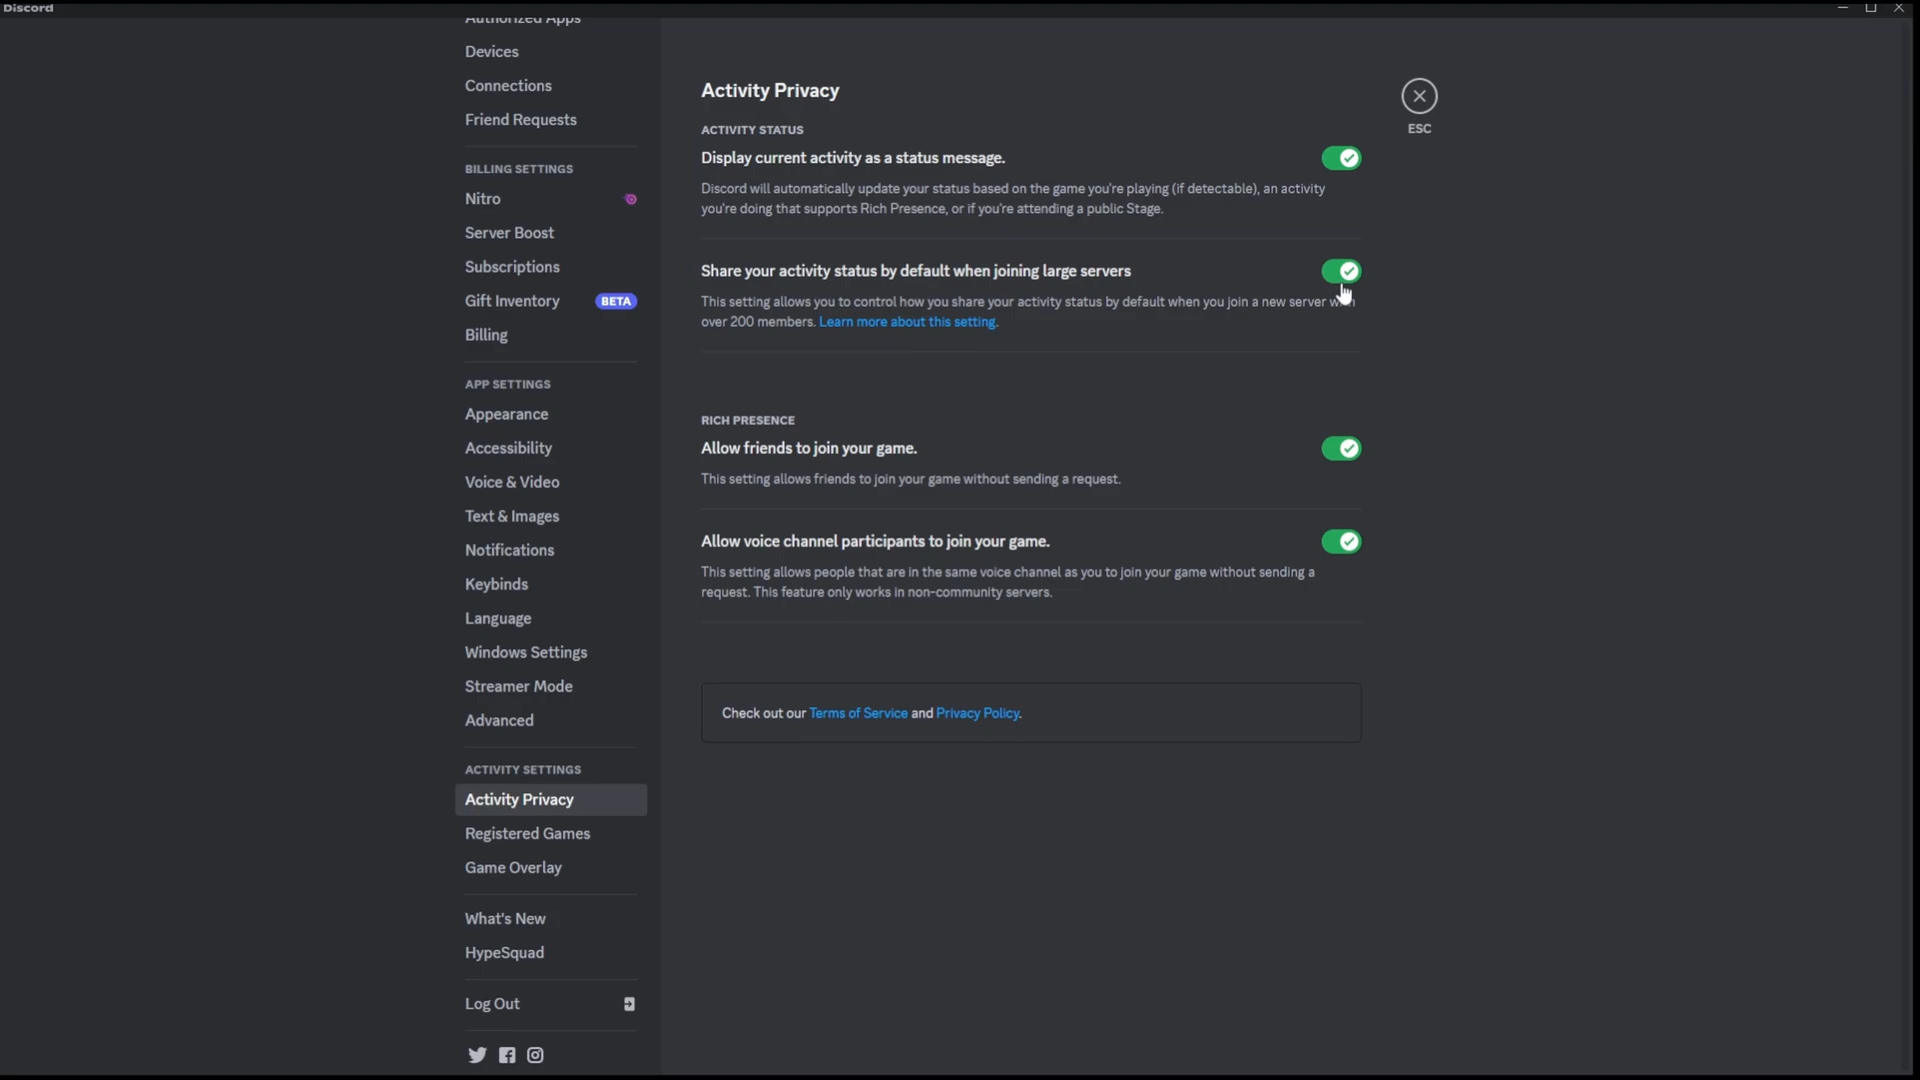 Discord
Authorized Apps
Devices
Connections
Friend Requests
BILLING SETTINGS
Nitro
Server Boost
Subscriptions
Gift Inventory BETA
Billing
APP SETTINGS
Appearance
Accessibility
Voice & Video
Text & Images
Notifications
Keybinds
Language
Windows Settings
Streamer Mode
Advanced
ACTIVITY SETTINGS
Activity Privacy
Registered Games
Game Overlay
What's New
HypeSquad
Log Out
Activity Privacy
ESC
ACTIVITY STATUS
Display current activity as a status message.
Discord will automatically update your status based on the game you're playing (if detectable), an activity
you're doing that supports Rich Presence, or if you're attending a public Stage.
Share your activity status by default when joining large servers
This setting allows you to control how you share your activity status by default when you join a new server with
over 200 members. Learn more about this setting.
RICH PRESENCE
Allow friends to join your game.
This setting allows friends to join your game without sending a request.
Allow voice channel participants to join your game.
This setting allows people that are in the same voice channel as you to join your game without sending a
request. This feature only works in non-community servers.
Check out our Terms of Service and Privacy Policy.